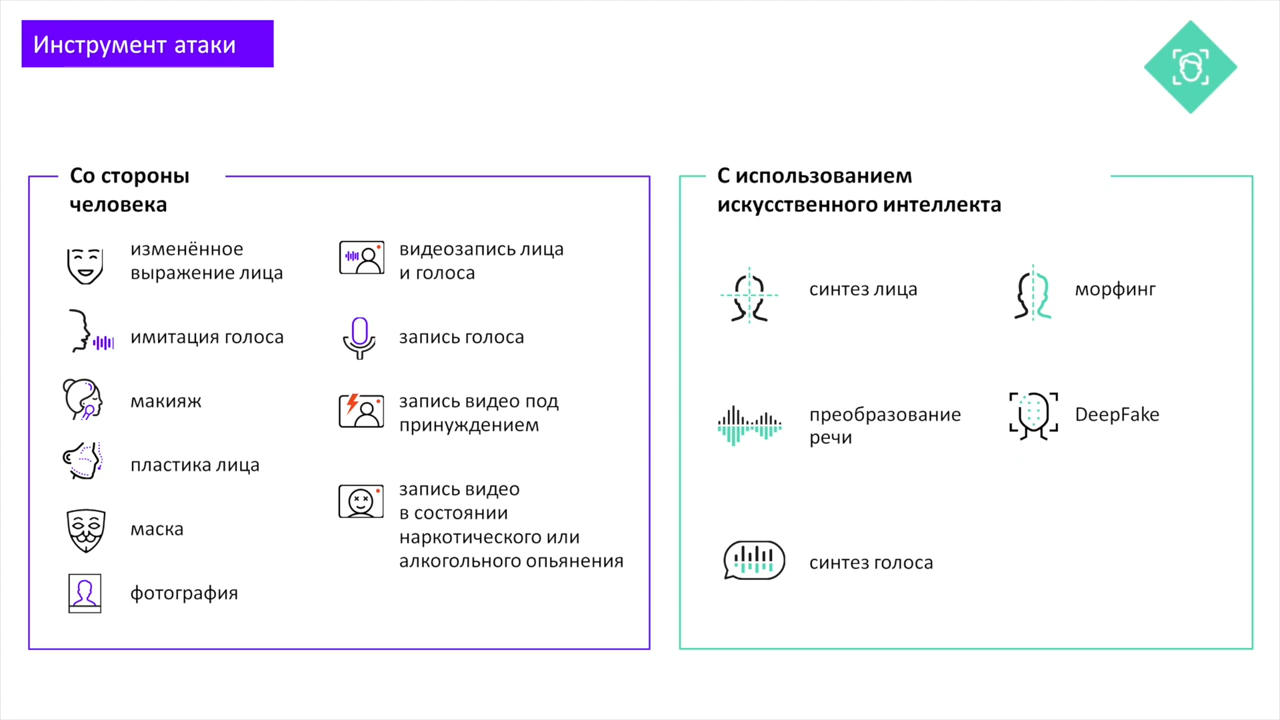 Инструмент атаки
Со стороны
человека
изменённое
выражение лица
имитация голоса
макияж
пластика лица
маска
фотография
видеозапись лица
и голоса
запись голоса
запись видео под
принуждением
запись видео
в состоянии
наркотического или
алкогольного опьянения
С использованием
искусственного интеллекта
синтез лица
преобразование
речи
синтез голоса
морфинг
DeepFake